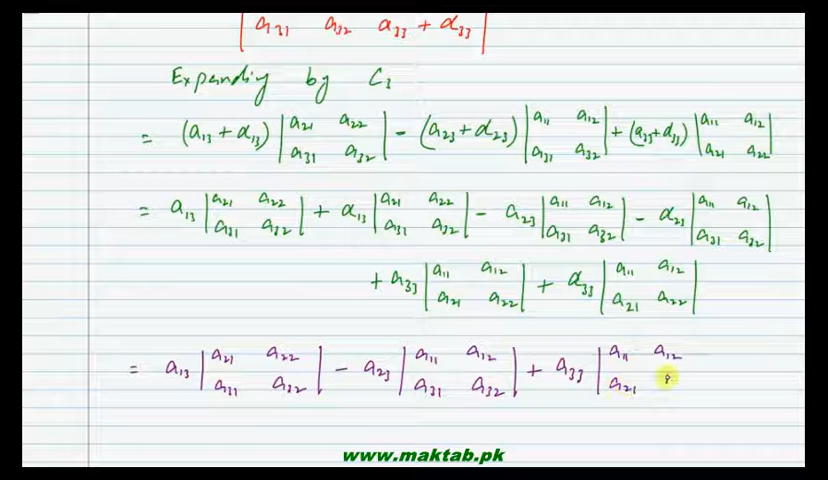 | a₃₁ a₃₂ a₃₃ + α₃₃ |
Expanding by C₃
= (a₁₃ + α₁₃) | a₂₁ a₂₂ ; a₃₁ a₃₂ | − (a₂₃ + α₂₃) | a₁₁ a₁₂ ; a₃₁ a₃₂ | + (a₃₃ + α₃₃) | a₁₁ a₁₂ ; a₂₁ a₂₂ |
= a₁₃ | a₂₁ a₂₂ ; a₃₁ a₃₂ | + α₁₃ | a₂₁ a₂₂ ; a₃₁ a₃₂ | − a₂₃ | a₁₁ a₁₂ ; a₃₁ a₃₂ | − α₂₃ | a₁₁ a₁₂ ; a₃₁ a₃₂ |
+ a₃₃ | a₁₁ a₁₂ ; a₂₁ a₂₂ | + α₃₃ | a₁₁ a₁₂ ; a₂₁ a₂₂ |
= a₁₃ | a₂₁ a₂₂ ; a₃₁ a₃₂ | − a₂₃ | a₁₁ a₁₂ ; a₃₁ a₃₂ | + a₃₃ | a₁₁ a₁₂ ; a₂₁
www.maktab.pk